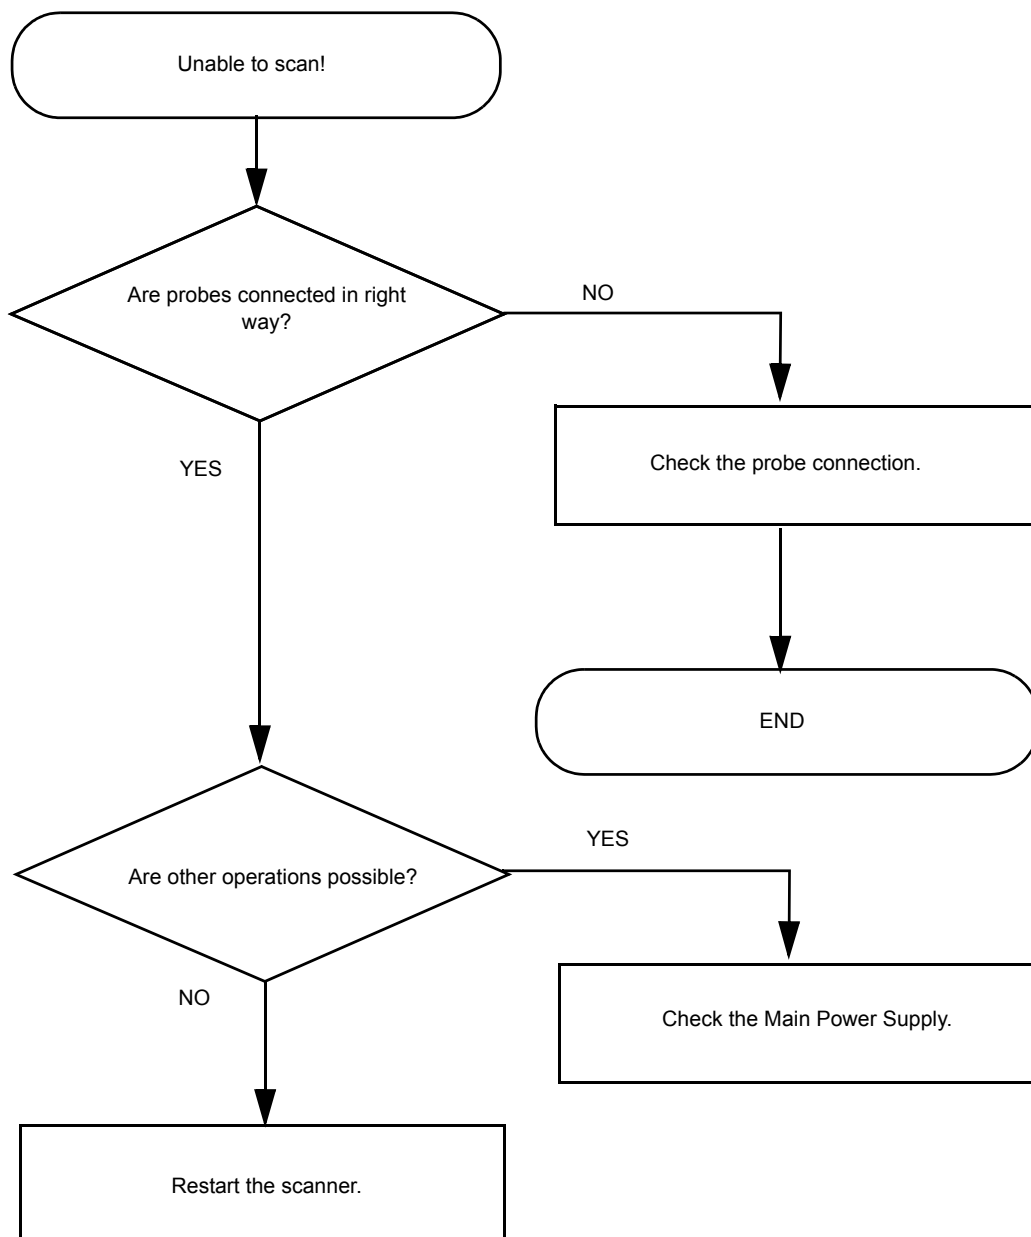 Unable to scan!
Are probes connected in right
way?
NO
YES
Check the probe connection.
END
YES
Are other operations possible?
NO
Check the Main Power Supply.
Restart the scanner.